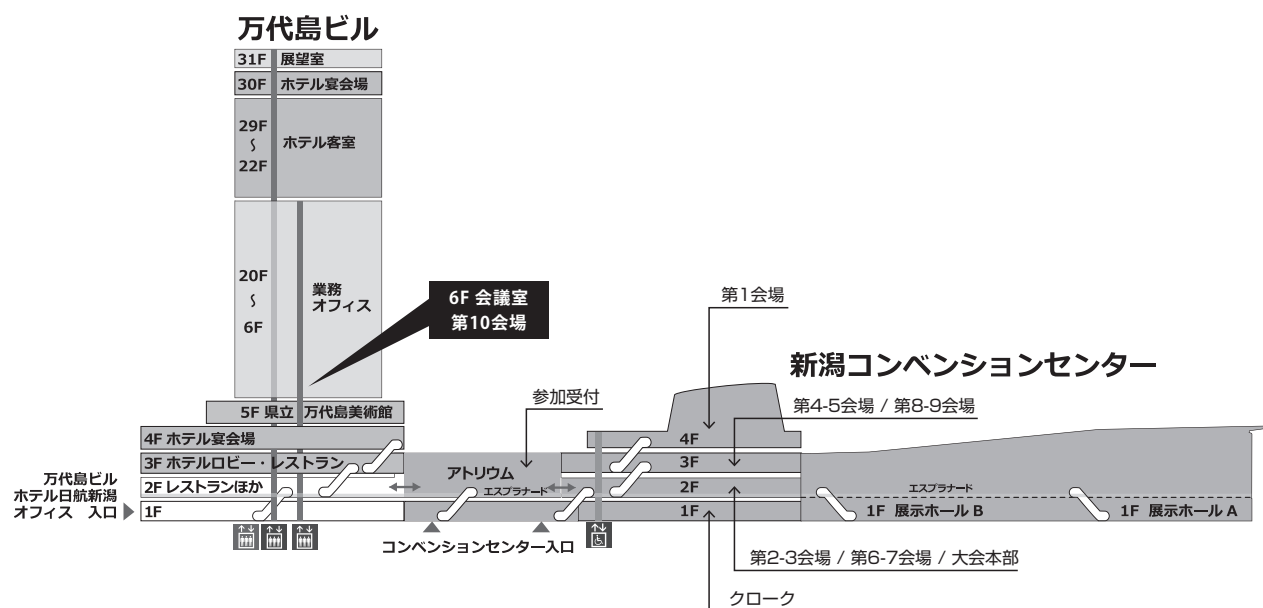 万代島ビル
31F 展望室
30F ホテル宴会場
29F
〜
22F
ホテル客室
20F
〜
6F
業務
オフィス
6F 会議室
第10会場
5F 県立 万代島美術館
4F ホテル宴会場
3F ホテルロビー・レストラン
2F レストランほか
1F
万代島ビル
ホテル日航新潟
オフィス 入口
参加受付
アトリウム
エスプラナード
コンベンションセンター入口
第1会場
新潟コンベンションセンター
第4-5会場 / 第8-9会場
4F
3F
2F
1F
エスプラナード
1F 展示ホール B
1F 展示ホール A
第2-3会場 / 第6-7会場 / 大会本部
クローク